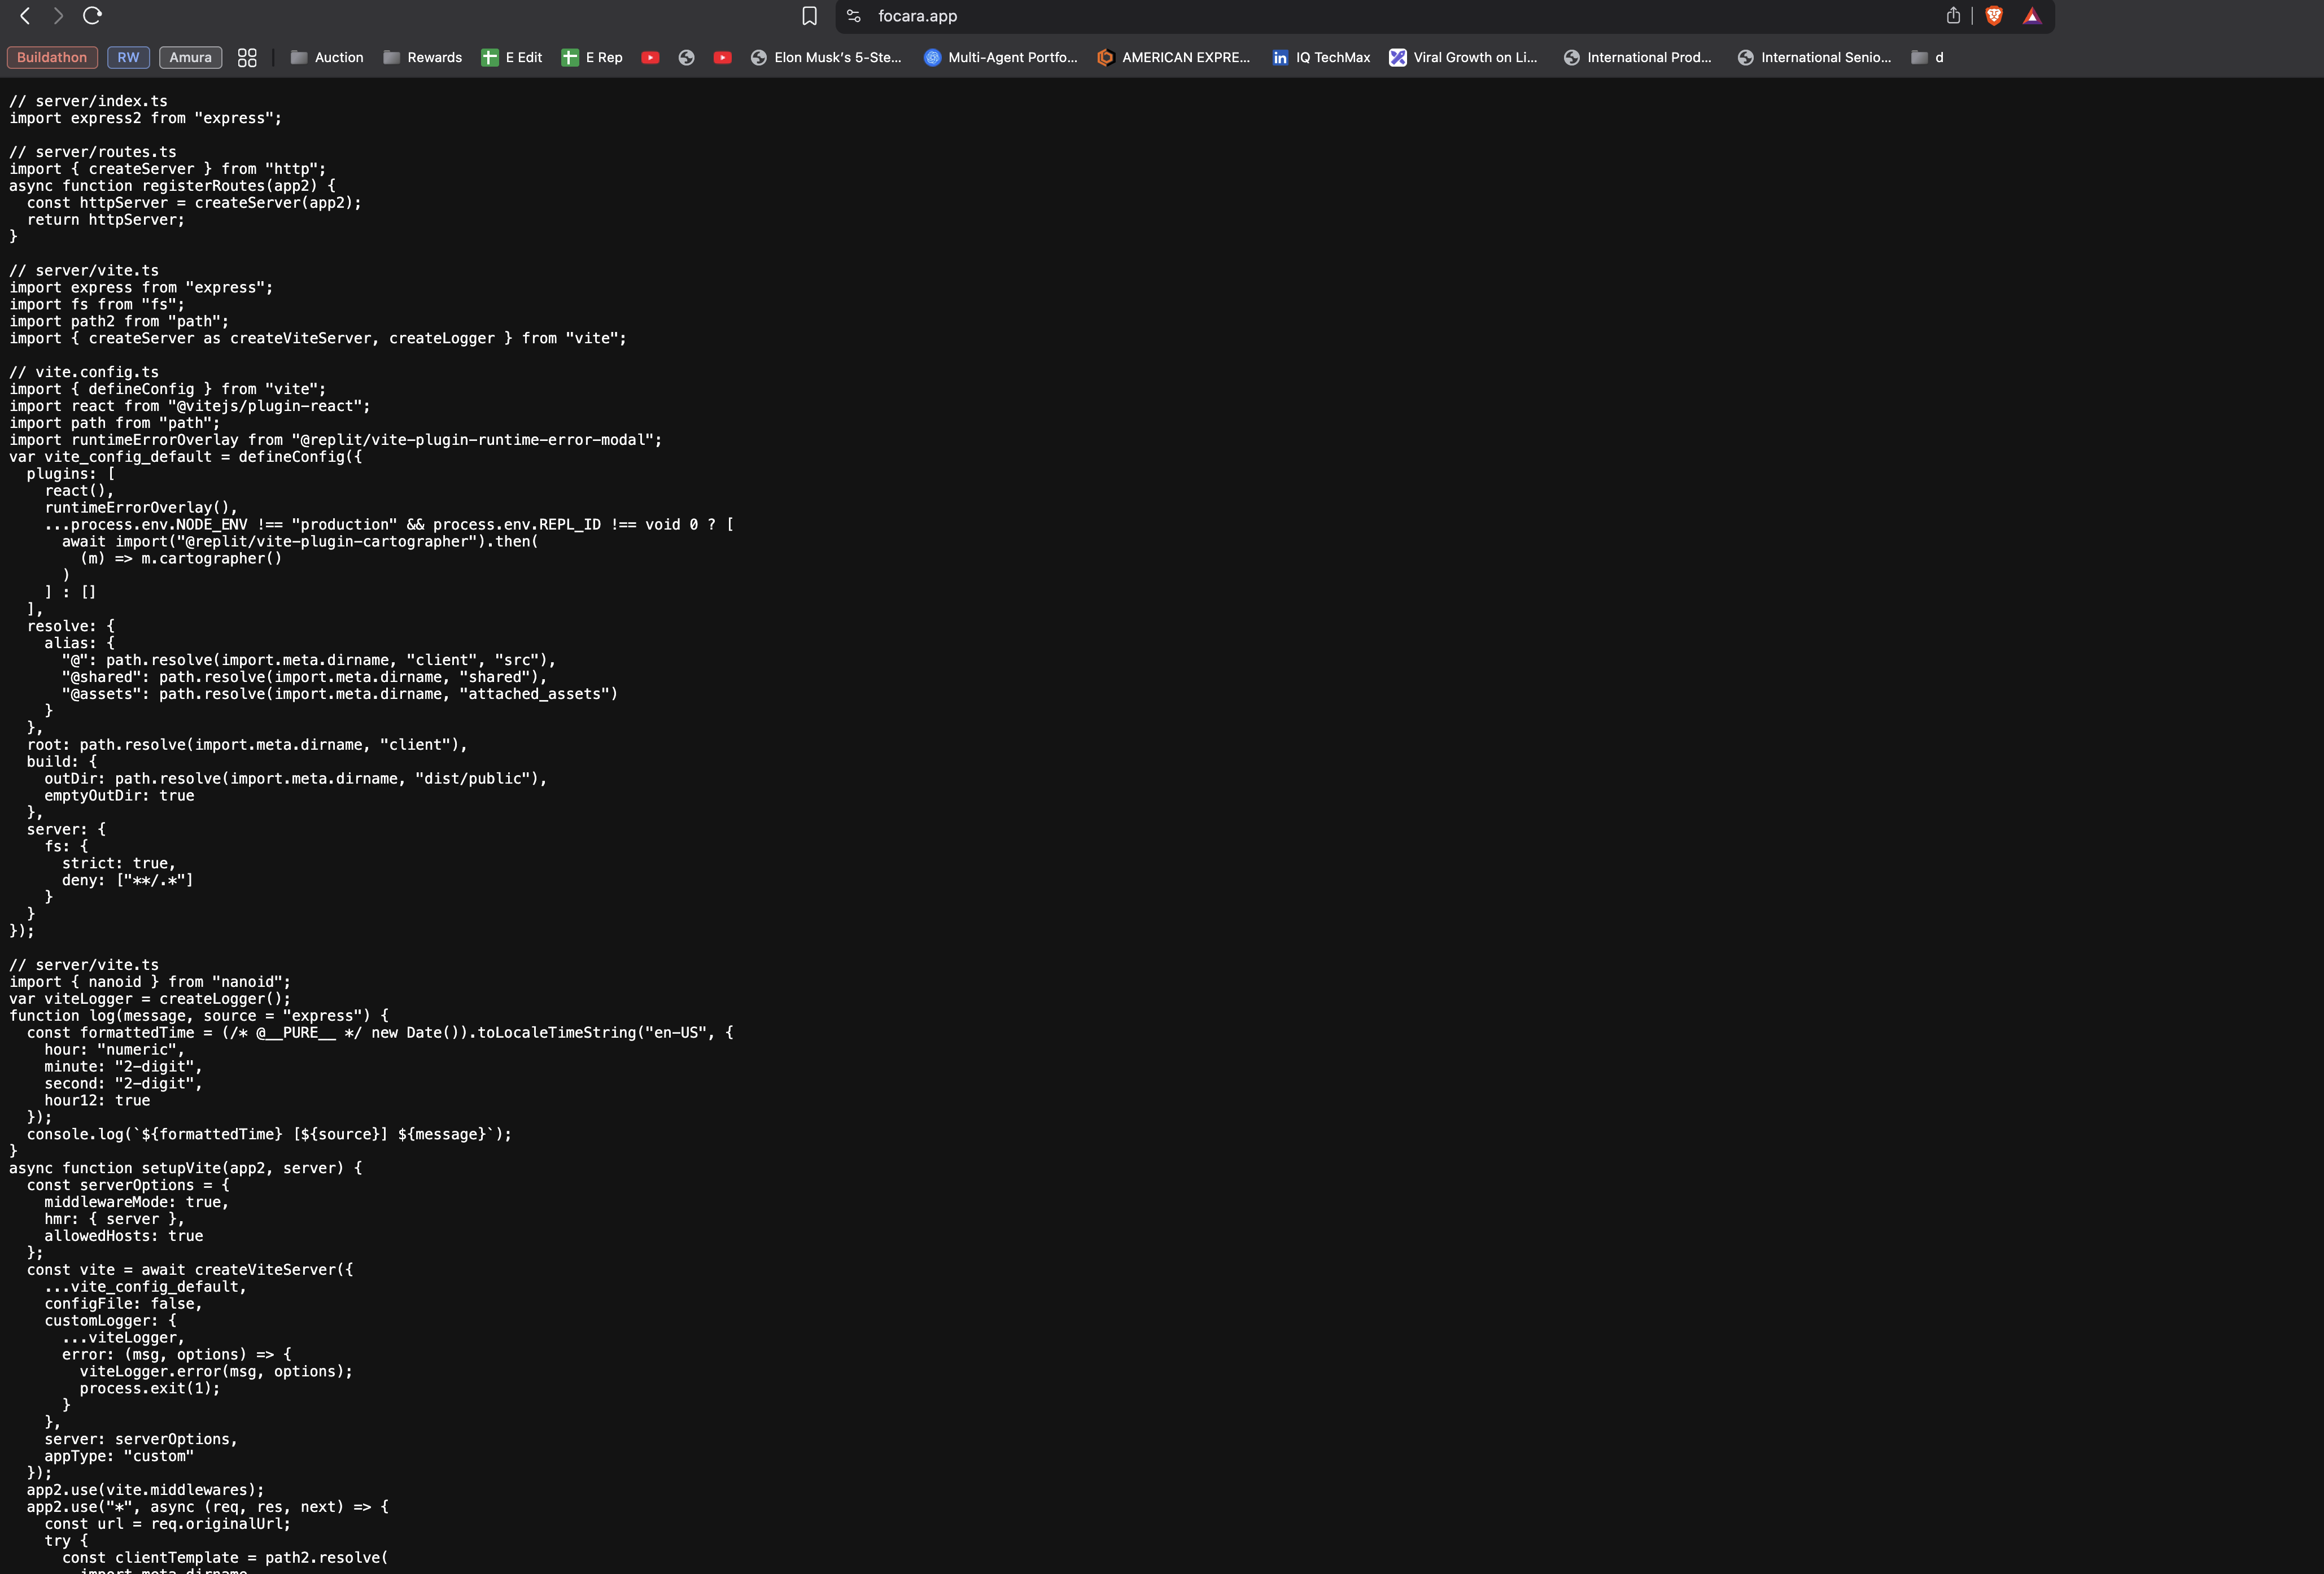 focara.app
Buildathon RW Amura Auction Rewards E Edit E Rep Elon Musk's 5-Ste... Multi-Agent Portfo... AMERICAN EXPRE... IQ TechMax Viral Growth on Li... International Prod... International Senio... d
// server/index.ts
import express2 from "express";

// server/routes.ts
import { createServer } from "http";
async function registerRoutes(app2) {
  const httpServer = createServer(app2);
  return httpServer;
}

// server/vite.ts
import express from "express";
import fs from "fs";
import path2 from "path";
import { createServer as createViteServer, createLogger } from "vite";

// vite.config.ts
import { defineConfig } from "vite";
import react from "@vitejs/plugin-react";
import path from "path";
import runtimeErrorOverlay from "@replit/vite-plugin-runtime-error-modal";
var vite_config_default = defineConfig({
  plugins: [
    react(),
    runtimeErrorOverlay(),
    ...process.env.NODE_ENV !== "production" && process.env.REPL_ID !== void 0 ? [
      await import("@replit/vite-plugin-cartographer").then(
        (m) => m.cartographer()
      )
    ] : []
  ],
  resolve: {
    alias: {
      "@": path.resolve(import.meta.dirname, "client", "src"),
      "@shared": path.resolve(import.meta.dirname, "shared"),
      "@assets": path.resolve(import.meta.dirname, "attached_assets")
    }
  },
  root: path.resolve(import.meta.dirname, "client"),
  build: {
    outDir: path.resolve(import.meta.dirname, "dist/public"),
    emptyOutDir: true
  },
  server: {
    fs: {
      strict: true,
      deny: ["**/.*"]
    }
  }
});

// server/vite.ts
import { nanoid } from "nanoid";
var viteLogger = createLogger();
function log(message, source = "express") {
  const formattedTime = (/* @__PURE__ */ new Date()).toLocaleTimeString("en-US", {
    hour: "numeric",
    minute: "2-digit",
    second: "2-digit",
    hour12: true
  });
  console.log(`${formattedTime} [${source}] ${message}`);
}
async function setupVite(app2, server) {
  const serverOptions = {
    middlewareMode: true,
    hmr: { server },
    allowedHosts: true
  };
  const vite = await createViteServer({
    ...vite_config_default,
    configFile: false,
    customLogger: {
      ...viteLogger,
      error: (msg, options) => {
        viteLogger.error(msg, options);
        process.exit(1);
      }
    },
    server: serverOptions,
    appType: "custom"
  });
  app2.use(vite.middlewares);
  app2.use("*", async (req, res, next) => {
    const url = req.originalUrl;
    try {
      const clientTemplate = path2.resolve(
        import.meta.dirname